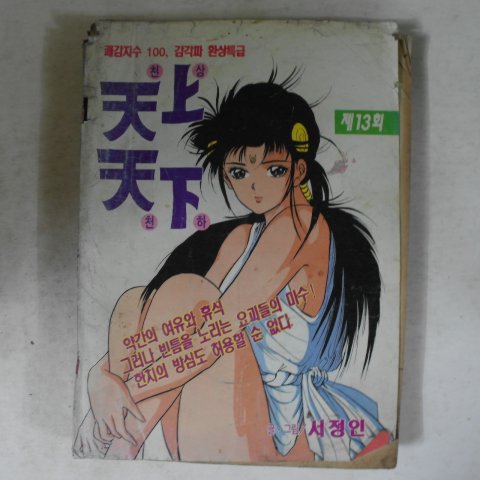 쾌감지수 100, 감각파 환상특급
천 상
天上
天下
천 하
제13회
약간의 여유와 휴식
그러나 빈틈을 노리는 요괴들의 마수!
한치의 방심도 허용할 순 없다
글·그림 서정인